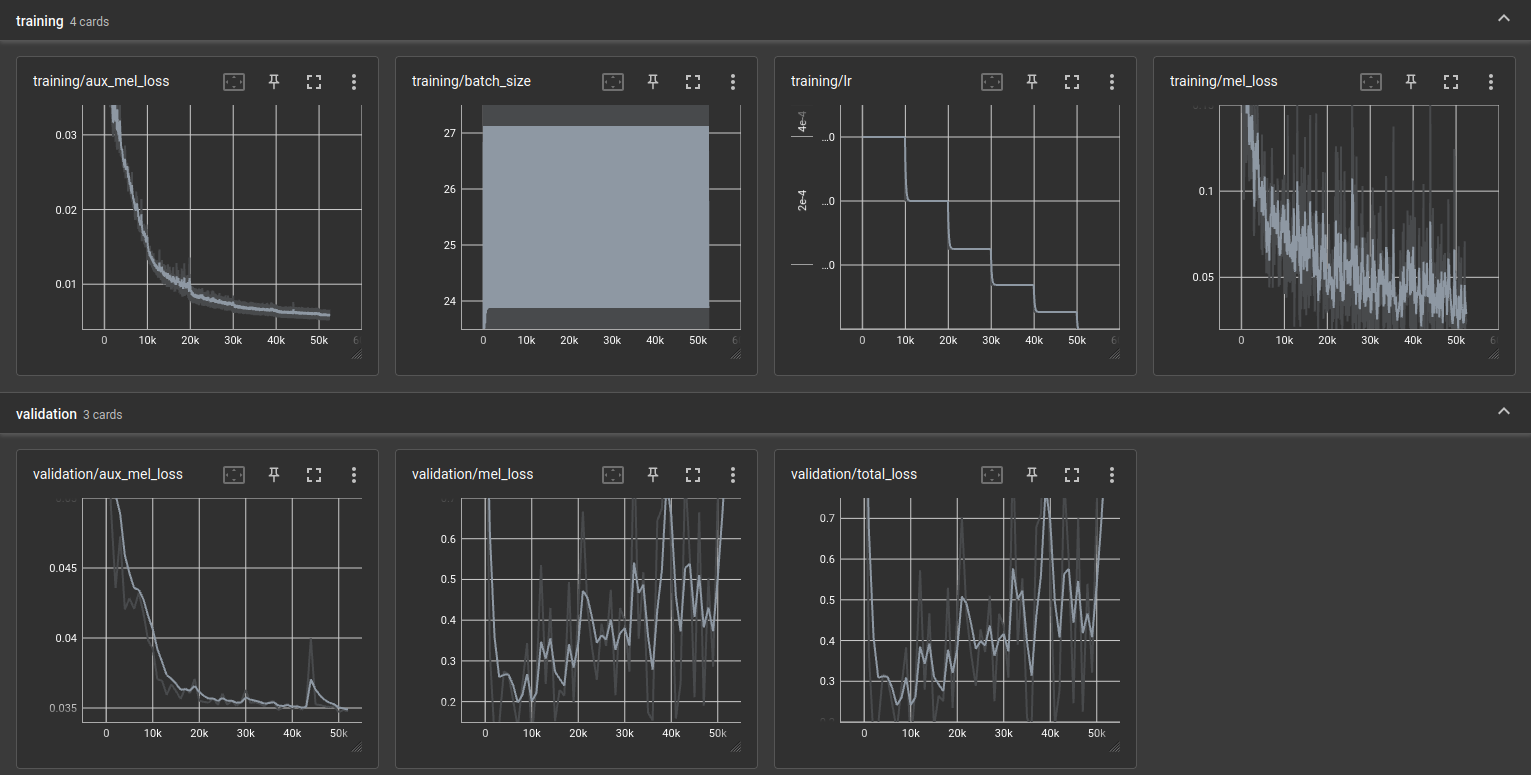 training 4 cards
training/aux_mel_loss
0.03
0.02
0.01
0 10k 20k 30k 40k 50k
training/batch_size
27
26
25
24
0 10k 20k 30k 40k 50k
training/lr
4e-4
2e-4
...0
...0
...0
0 10k 20k 30k 40k 50k
training/mel_loss
0.1
0.05
0 10k 20k 30k 40k 50k
validation 3 cards
validation/aux_mel_loss
0.045
0.04
0.035
0 10k 20k 30k 40k 50k
validation/mel_loss
0.6
0.5
0.4
0.3
0.2
0 10k 20k 30k 40k 50k
validation/total_loss
0.7
0.6
0.5
0.4
0.3
0 10k 20k 30k 40k 50k